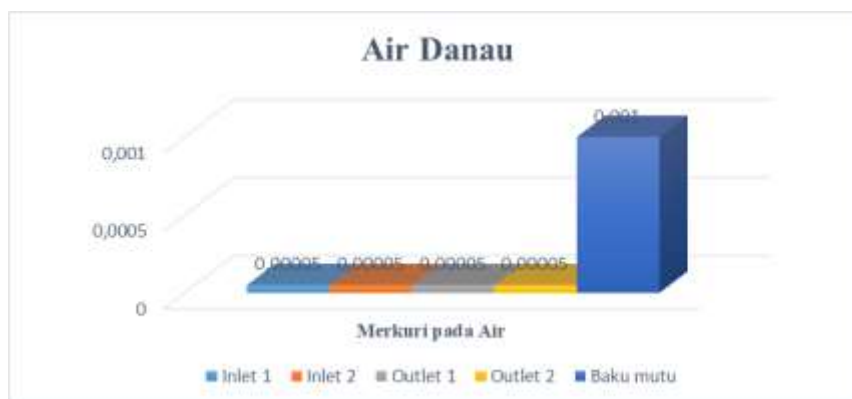 Air Danau
0,001
0,001
0,0005
0,00005 0,00005 0,00005 0,00005
0
Merkuri pada Air
Inlet 1 Inlet 2 Outlet 1 Outlet 2 Baku mutu